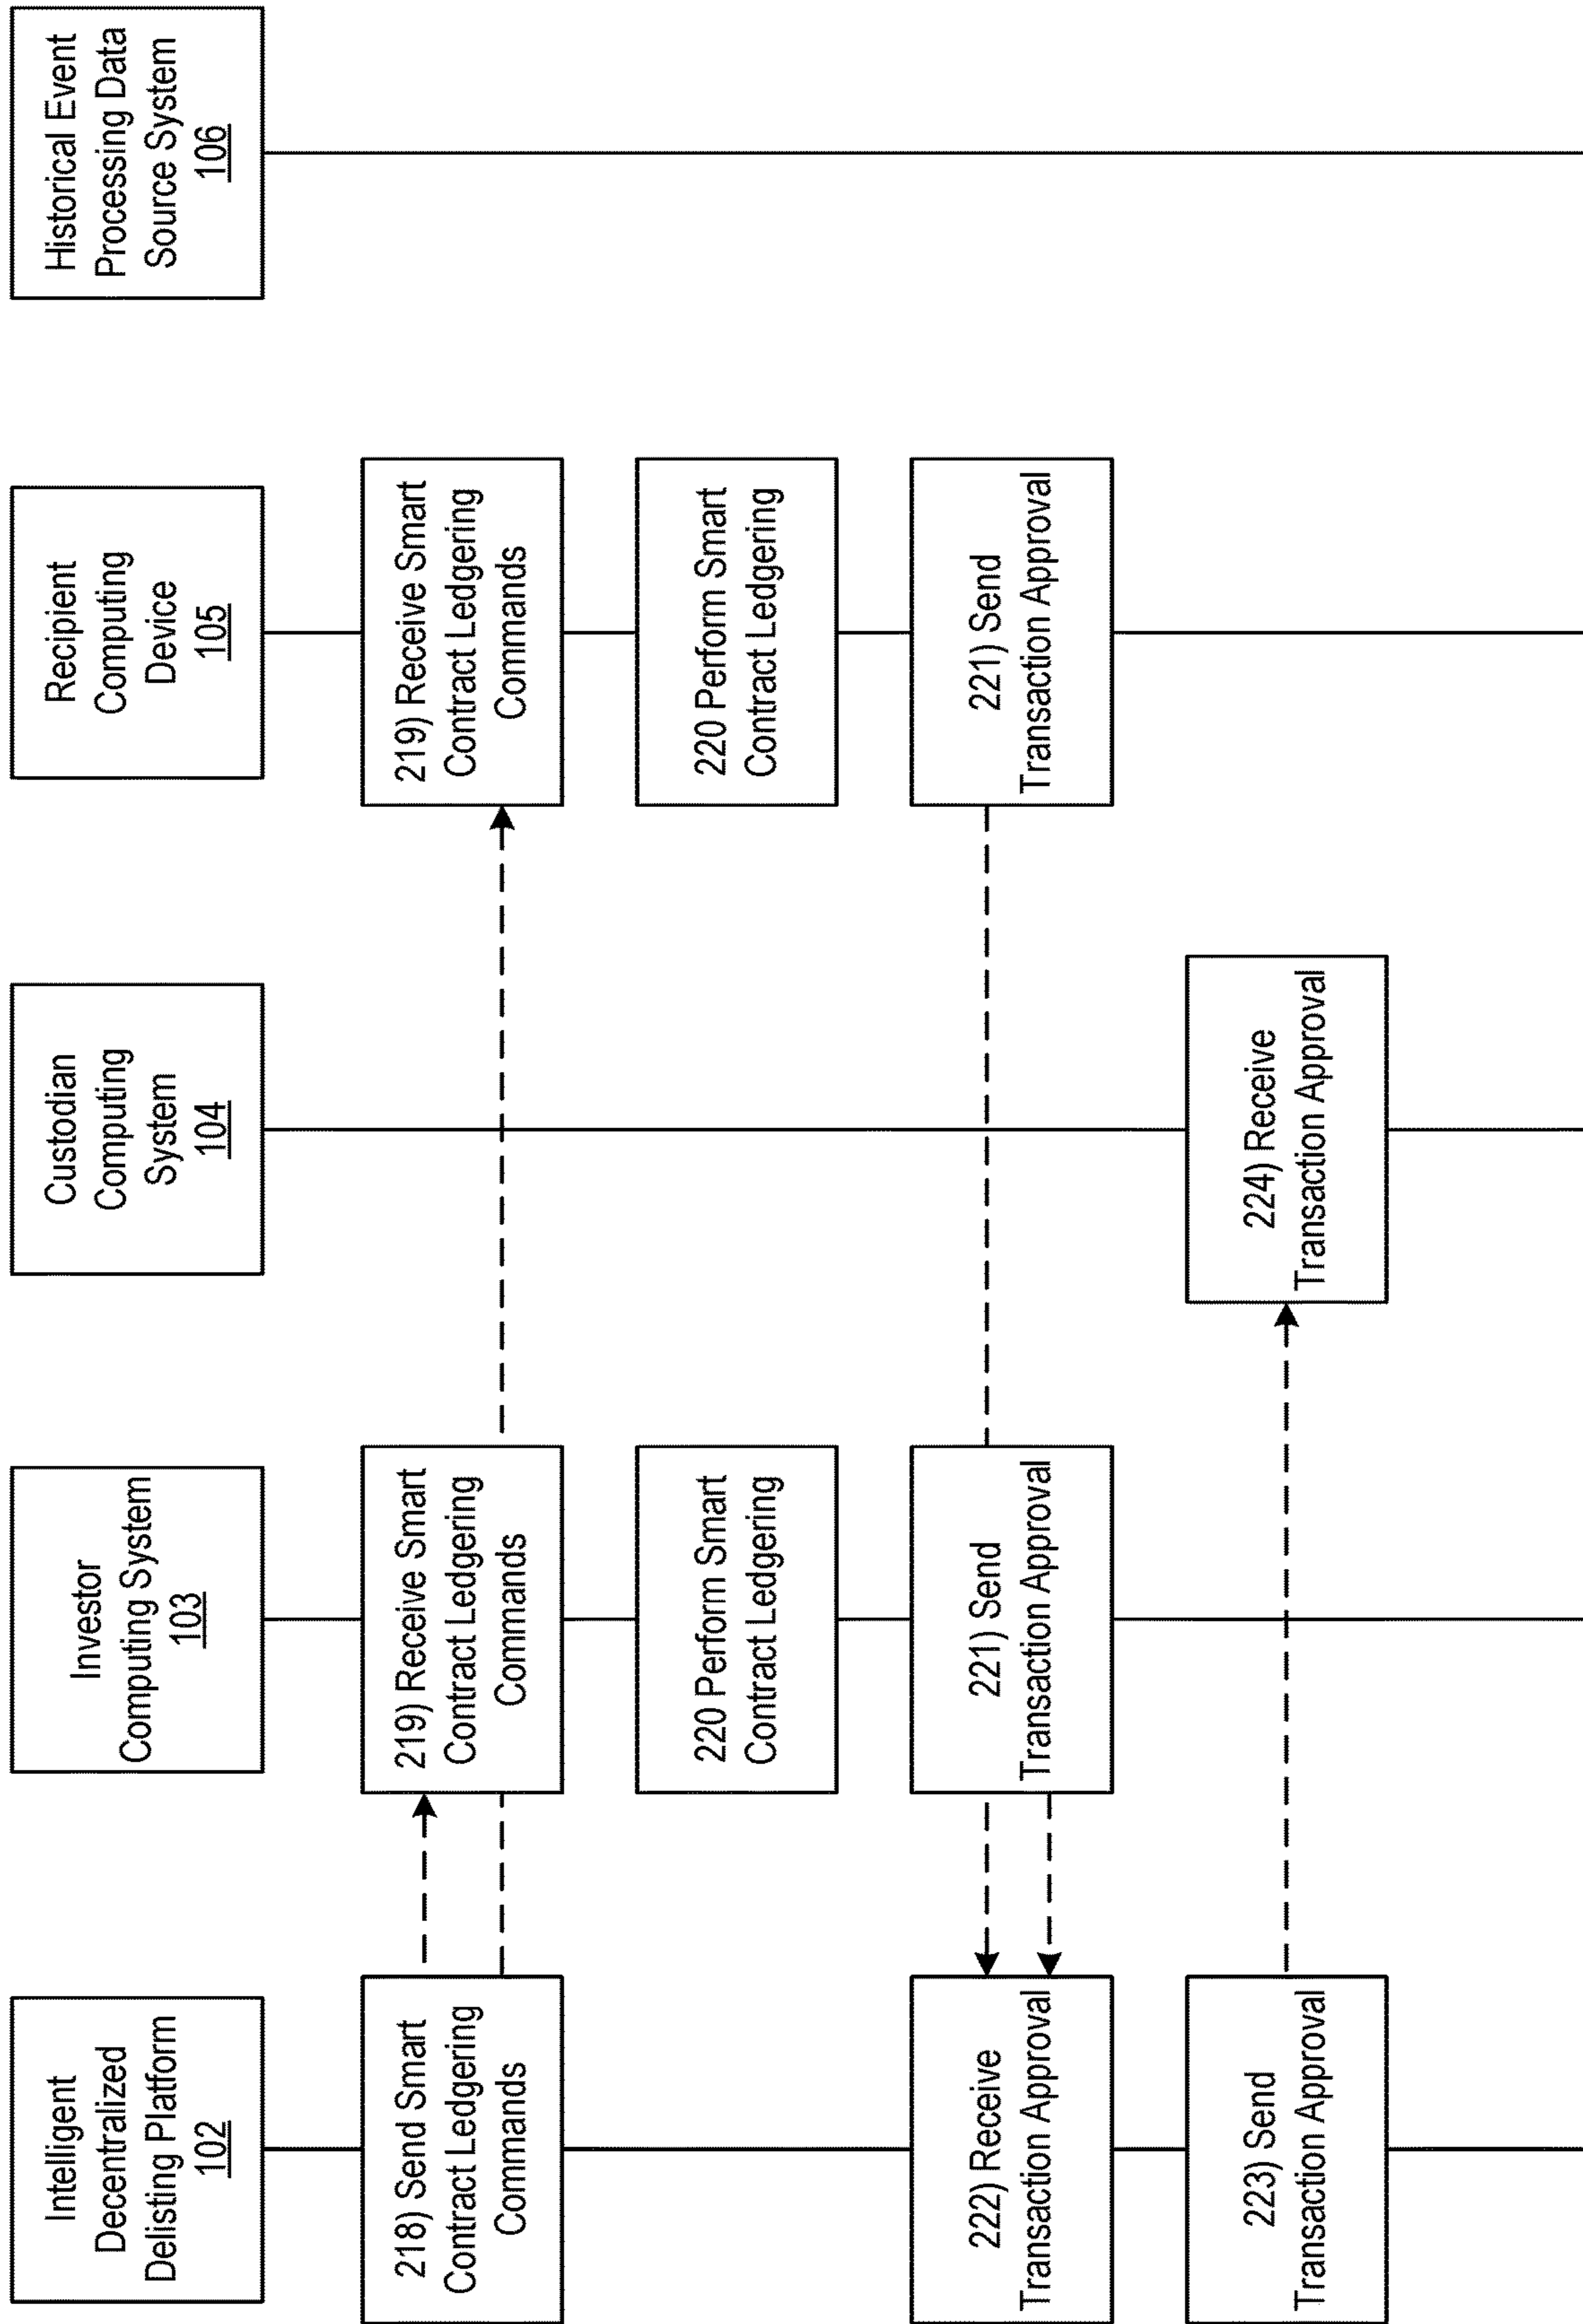 Intelligent
Decentralized
Delisting Platform
102
Investor
Computing System
103
Custodian
Computing
System
104
Recipient
Computing
Device
105
Historical Event
Processing Data
Source System
106
218) Send Smart
Contract Ledgering
Commands
219) Receive Smart
Contract Ledgering
Commands
219) Receive Smart
Contract Ledgering
Commands
220 Perform Smart
Contract Ledgering
220 Perform Smart
Contract Ledgering
222) Receive
Transaction Approval
221) Send
Transaction Approval
221) Send
Transaction Approval
223) Send
Transaction Approval
224) Receive
Transaction Approval